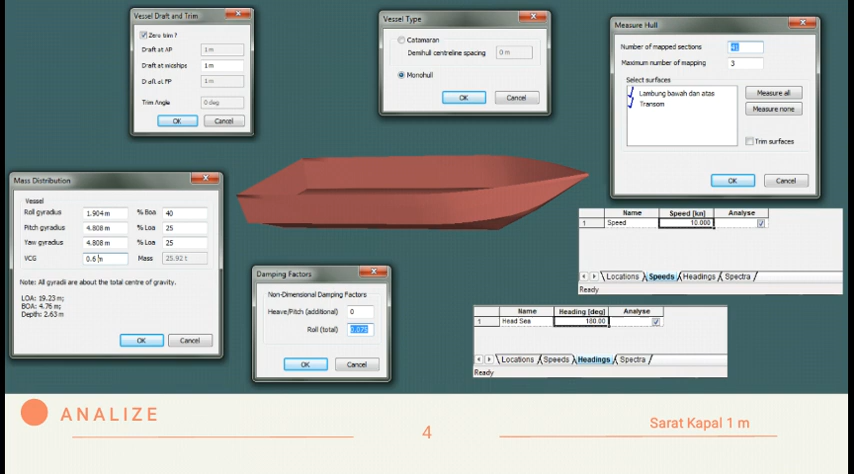 Vessel Draft and Trim
Zero trim ?
Draft at AP 1 m
Draft at midships 1 m
Draft at FP 1 m
Trim Angle 0 deg
OK Cancel
Vessel Type
Catamaran
Demihull centreline spacing 0 m
Monohull
OK Cancel
Measure Hull
Number of mapped sections 41
Maximum number of mapping 3
Select surfaces
Lambung bawah dan atas
Transom
Measure all
Measure none
Trim surfaces
OK Cancel
Mass Distribution
Vessel
Roll gyradius 1.904 m % Boa 40
Pitch gyradius 4.808 m % Loa 25
Yaw gyradius 4.808 m % Loa 25
VCG 0.6 m Mass 25.92 t
Note: All gyradii are about the total centre of gravity.
LOA: 19.23 m;
BOA: 4.76 m;
Depth: 2.63 m
OK Cancel
Damping Factors
Non-Dimensional Damping Factors
Heave/Pitch (additional) 0
Roll (total) 0.075
OK Cancel
Name Speed [kn] Analyse
1 Speed 10.000
Locations Speeds Headings Spectra
Ready
Name Heading [deg] Analyse
1 Head Sea 180.00
Locations Speeds Headings Spectra
Ready
ANALIZE
4
Sarat Kapal 1 m